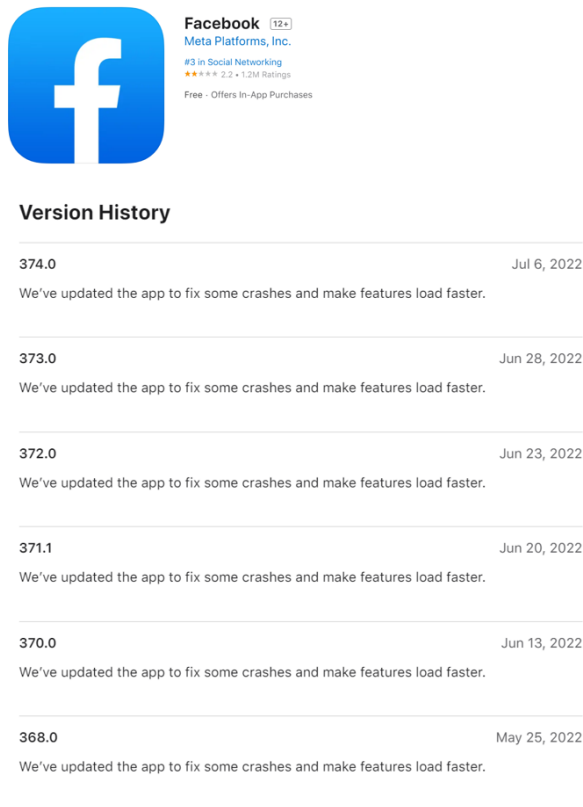 Facebook 12+
Meta Platforms, Inc.
#3 in Social Networking
2.2 • 1.2M Ratings
Free · Offers In-App Purchases
Version History
374.0 Jul 6, 2022
We’ve updated the app to fix some crashes and make features load faster.
373.0 Jun 28, 2022
We’ve updated the app to fix some crashes and make features load faster.
372.0 Jun 23, 2022
We’ve updated the app to fix some crashes and make features load faster.
371.1 Jun 20, 2022
We’ve updated the app to fix some crashes and make features load faster.
370.0 Jun 13, 2022
We’ve updated the app to fix some crashes and make features load faster.
368.0 May 25, 2022
We’ve updated the app to fix some crashes and make features load faster.